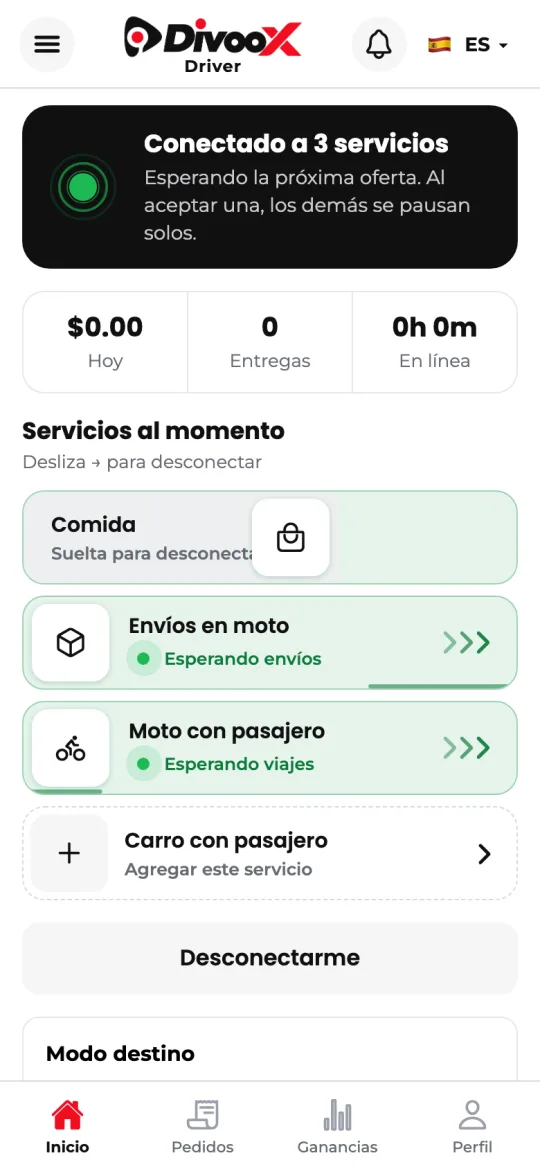 DivooX
Driver
ES
Conectado a 3 servicios
Esperando la próxima oferta. Al
aceptar una, los demás se pausan
solos.
$0.00
Hoy
0
Entregas
0h 0m
En línea
Servicios al momento
Desliza → para desconectar
Comida
Suelta para desconecta
Envíos en moto
Esperando envíos
Moto con pasajero
Esperando viajes
Carro con pasajero
Agregar este servicio
Desconectarme
Modo destino
Inicio
Pedidos
Ganancias
Perfil